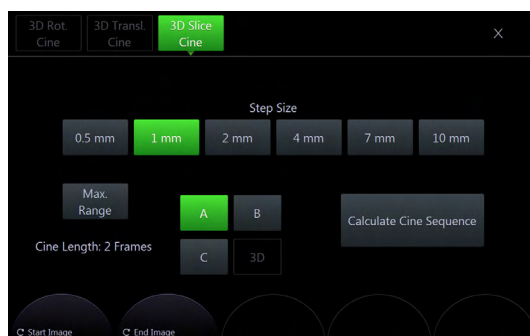 3D Rot.
Cine
3D Transl.
Cine
3D Slice
Cine
X
Step Size
0.5 mm
1 mm
2 mm
4 mm
7 mm
10 mm
Max.
Range
A
B
Calculate Cine Sequence
Cine Length: 2 Frames
C
3D
Start Image
End Image